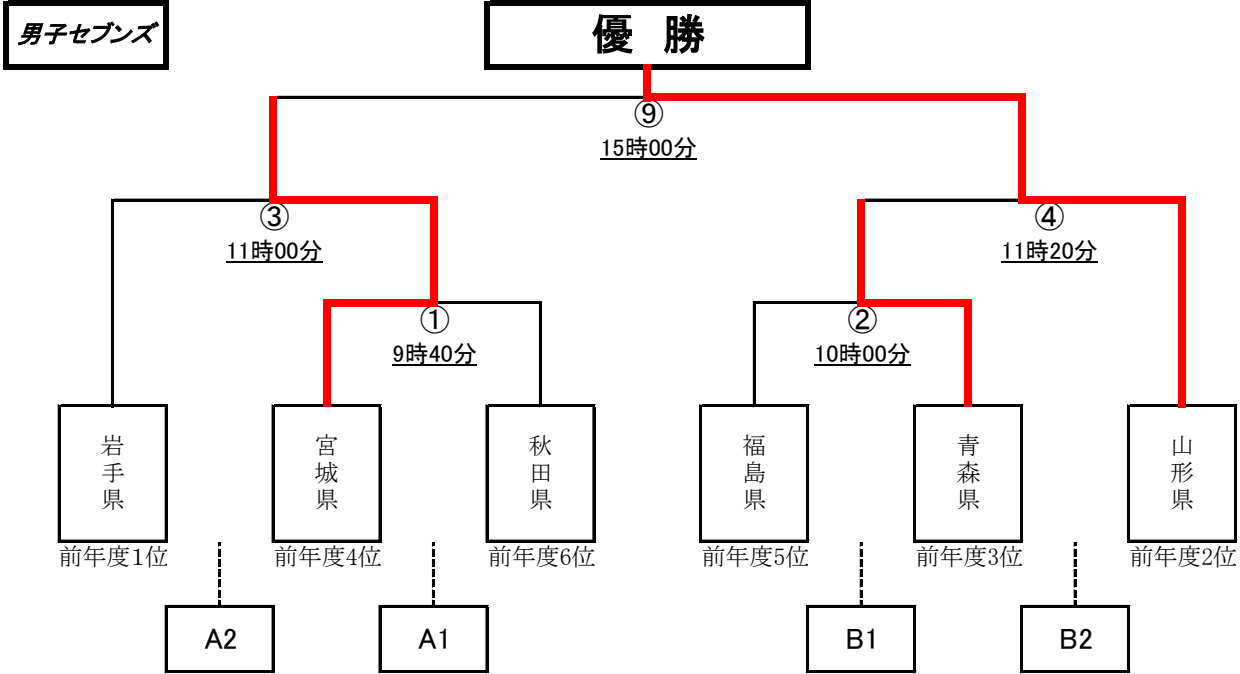 男子セブンズ
優 勝
⑨
15時00分
③
11時00分
④
11時20分
①
9時40分
②
10時00分
岩手県
宮城県
秋田県
福島県
青森県
山形県
前年度1位
前年度4位
前年度6位
前年度5位
前年度3位
前年度2位
A2
A1
B1
B2